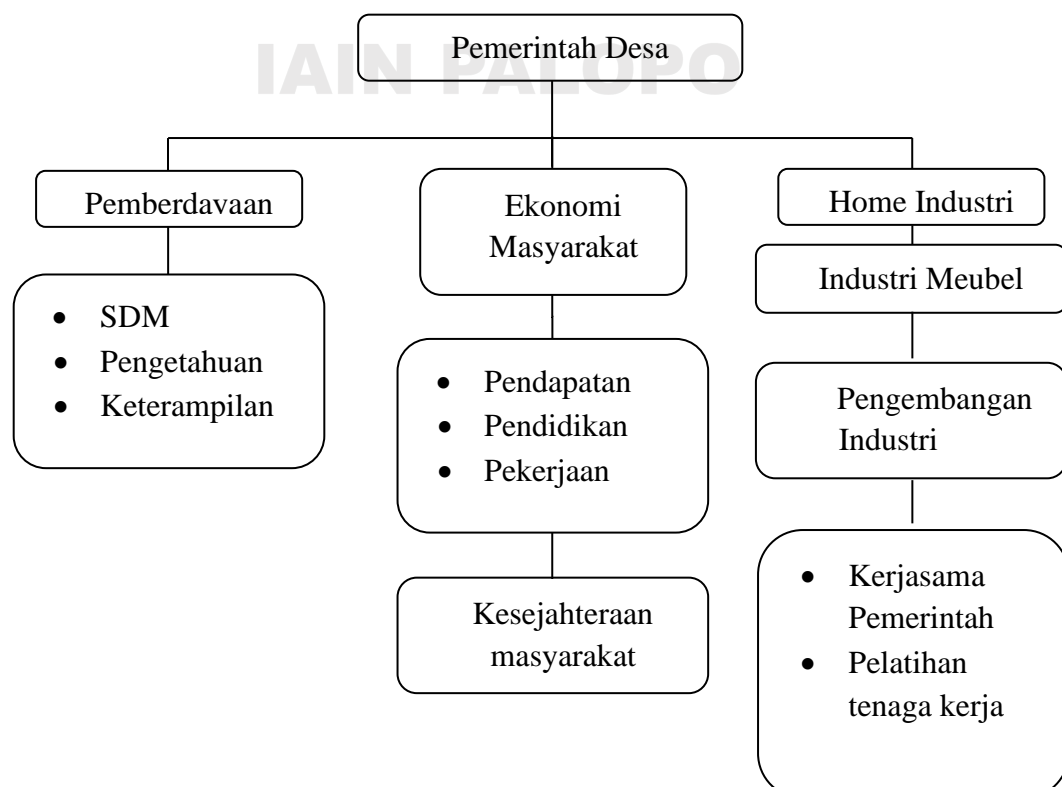 Pemerintah Desa
IAIN PALOPO
Pemberdayaan
Ekonomi
Masyarakat
Home Industri
Industri Meubel
• SDM
• Pengetahuan
• Keterampilan
• Pendapatan
• Pendidikan
• Pekerjaan
Pengembangan
Industri
Kesejahteraan
masyarakat
• Kerjasama
Pemerintah
• Pelatihan
tenaga kerja